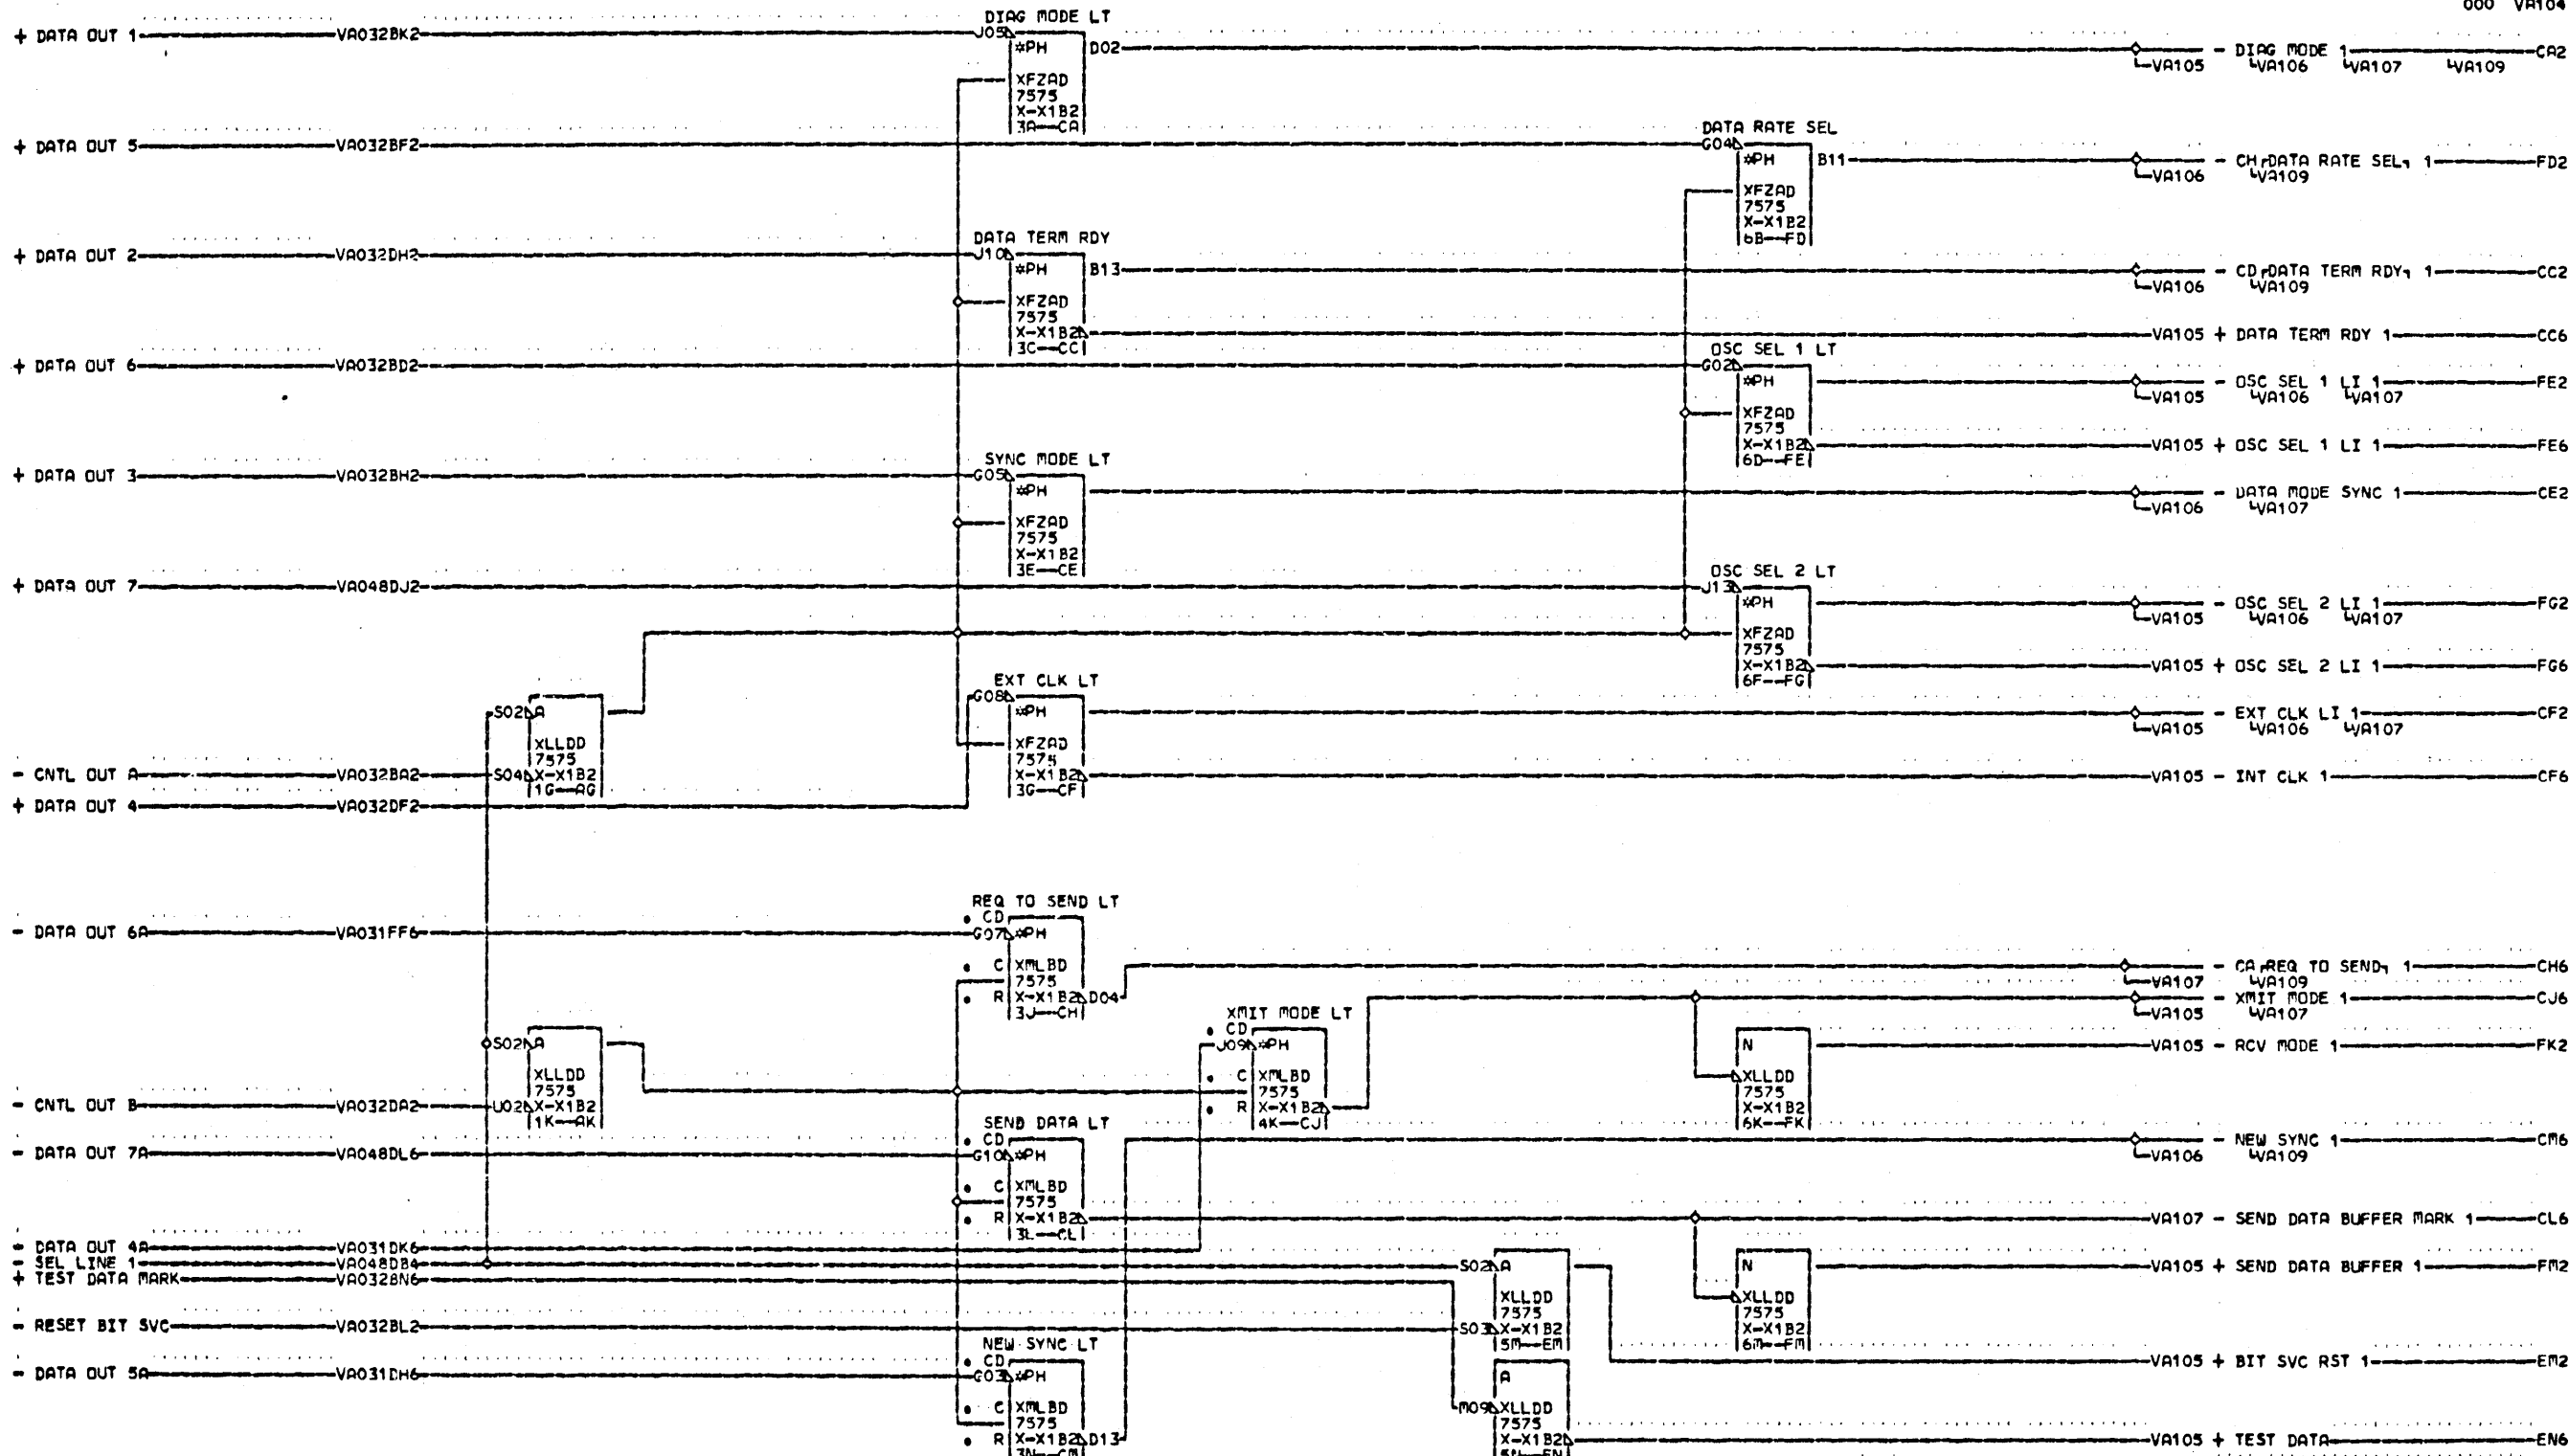 000 VA104
DIAG MODE LT
+ DATA OUT 1 VA032BK2 J05 *PH D02 - DIAG MODE 1 CA2
VA105 VA106 VA107 VA109
XFZAD
7575
X-X1B2
3A CA
DATA RATE SEL
+ DATA OUT 5 VA032BF2 G04 *PH B11 - CH DATA RATE SEL 1 FD2
VA106 VA109
XFZAD
7575
X-X1B2
6B FD
DATA TERM RDY
+ DATA OUT 2 VA032DH2 J10 *PH B13 - CD DATA TERM RDY 1 CC2
VA106 VA109
XFZAD
7575
X-X1B2 VA105 + DATA TERM RDY 1 CC6
3C CC
OSC SEL 1 LT
+ DATA OUT 6 VA032BD2 G02 *PH - OSC SEL 1 LI 1 FE2
VA105 VA106 VA107
XFZAD
7575
X-X1B2 VA105 + OSC SEL 1 LI 1 FE6
6D FE
SYNC MODE LT
+ DATA OUT 3 VA032BH2 G05 *PH - DATA MODE SYNC 1 CE2
VA106 VA107
XFZAD
7575
X-X1B2
3E CE
OSC SEL 2 LT
+ DATA OUT 7 VA048DJ2 J13 *PH - OSC SEL 2 LI 1 FG2
VA105 VA106 VA107
XFZAD
7575
X-X1B2 VA105 + OSC SEL 2 LI 1 FG6
6F FG
EXT CLK LT
G08
S02 A *PH - EXT CLK LI 1 CF2
VA105 VA106 VA107
XLLDD XFZAD
7575 7575
- CNTL OUT A VA032BA2 S04 X-X1B2 X-X1B2 VA105 - INT CLK 1 CF6
1G AG 3G CF
+ DATA OUT 4 VA032DF2
REQ TO SEND LT
CD
- DATA OUT 6A VA031FF6 G07 *PH
C XMLBD - CA REQ TO SEND 1 CH6
7575 VA107 VA109
R X-X1B2 D04 - XMIT MODE 1 CJ6
3J CH VA105 VA107
XMIT MODE LT
CD
S02 A J09 *PH N VA105 - RCV MODE 1 FK2
XLLDD C XMLBD XLLDD
7575 7575 7575
- CNTL OUT B VA032DA2 U02 X-X1B2 R X-X1B2 X-X1B2
1K AK 4K CJ 6K FK
SEND DATA LT
CD - NEW SYNC 1 CM6
- DATA OUT 7A VA048DL6 G10 *PH VA106 VA109
C XMLBD
7575
R X-X1B2 VA107 - SEND DATA BUFFER MARK 1 CL6
3L CL
- DATA OUT 4A VA031DK6
- SEL LINE 1 VA048DB4 S02 A N VA105 + SEND DATA BUFFER 1 FM2
+ TEST DATA MARK VA032BN6
XLLDD XLLDD
7575 7575
- RESET BIT SVC VA032BL2 S03 X-X1B2 X-X1B2
5M EM 6M FM
NEW SYNC LT
CD VA105 + BIT SVC RST 1 EM2
- DATA OUT 5A VA031DH6 G03 *PH A
C XMLBD M09 XLLDD
7575 7575
R X-X1B2 D13 X-X1B2 VA105 + TEST DATA EN6
3N CM